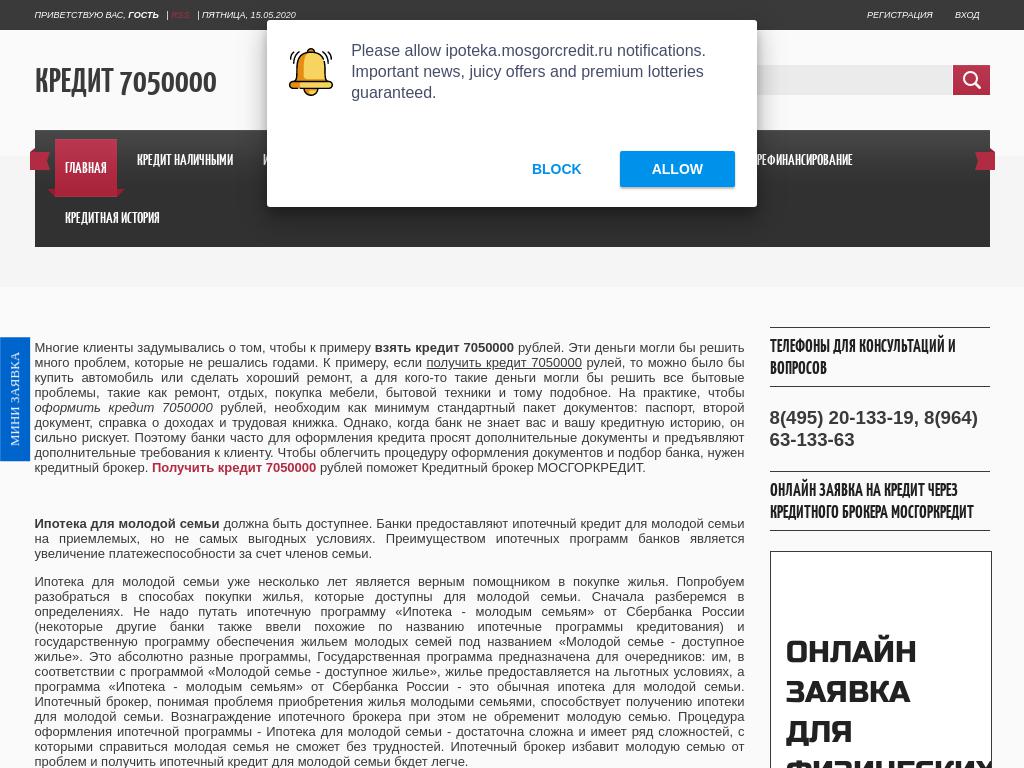 ПРИВЕТСТВУЮ ВАС, ГОСТЬ | RSS | ПЯТНИЦА, 15.05.2020
РЕГИСТРАЦИЯ ВХОД
Please allow ipoteka.mosgorcredit.ru notifications.
Important news, juicy offers and premium lotteries
guaranteed.
BLOCK ALLOW
КРЕДИТ 7050000
ГЛАВНАЯ
КРЕДИТ НАЛИЧНЫМИ
РЕФИНАНСИРОВАНИЕ
КРЕДИТНАЯ ИСТОРИЯ
МИНИ ЗАЯВКА
Многие клиенты задумывались о том, чтобы к примеру взять кредит 7050000 рублей. Эти деньги могли бы решить
много проблем, которые не решались годами. К примеру, если получить кредит 7050000 рулей, то можно было бы
купить автомобиль или сделать хороший ремонт, а для кого-то такие деньги могли бы решить все бытовые
проблемы, такие как ремонт, отдых, покупка мебели, бытовой техники и тому подобное. На практике, чтобы
оформить кредит 7050000 рублей, необходим как минимум стандартный пакет документов: паспорт, второй
документ, справка о доходах и трудовая книжка. Однако, когда банк не знает вас и вашу кредитную историю, он
сильно рискует. Поэтому банки часто для оформления кредита просят дополнительные документы и предъявляют
дополнительные требования к клиенту. Чтобы облегчить процедуру оформления документов и подбор банка, нужен
кредитный брокер. Получить кредит 7050000 рублей поможет Кредитный брокер МОСГОРКРЕДИТ.
Ипотека для молодой семьи должна быть доступнее. Банки предоставляют ипотечный кредит для молодой семьи
на приемлемых, но не самых выгодных условиях. Преимуществом ипотечных программ банков является
увеличение платежеспособности за счет членов семьи.
Ипотека для молодой семьи уже несколько лет является верным помощником в покупке жилья. Попробуем
разобраться в способах покупки жилья, которые доступны для молодой семьи. Сначала разберемся в
определениях. Не надо путать ипотечную программу «Ипотека - молодым семьям» от Сбербанка России
(некоторые другие банки также ввели похожие по названию ипотечные программы кредитования) и
государственную программу обеспечения жильем молодых семей под названием «Молодой семье - доступное
жилье». Это абсолютно разные программы, Государственная программа предназначена для очередников: им, в
соответствии с программой «Молодой семье - доступное жилье», жилье предоставляется на льготных условиях, а
программа «Ипотека - молодым семьям» от Сбербанка России - это обычная ипотека для молодой семьи.
Ипотечный брокер, понимая проблемя приобретения жилья молодыми семьями, способствует получению ипотеки
для молодой семьи. Вознаграждение ипотечного брокера при этом не обременит молодую семью. Процедура
оформления ипотечной программы - Ипотека для молодой семьи - достаточна сложна и имеет ряд сложностей, с
которыми справиться молодая семья не сможет без трудностей. Ипотечный брокер избавит молодую семью от
проблем и получить ипотечный кредит для молодой семьи бкдет легче.
ТЕЛЕФОНЫ ДЛЯ КОНСУЛЬТАЦИЙ И
ВОПРОСОВ
8(495) 20-133-19, 8(964)
63-133-63
ОНЛАЙН ЗАЯВКА НА КРЕДИТ ЧЕРЕЗ
КРЕДИТНОГО БРОКЕРА МОСГОРКРЕДИТ
ОНЛАЙН
ЗАЯВКА
ДЛЯ
ФИЗИЧЕСКИХ